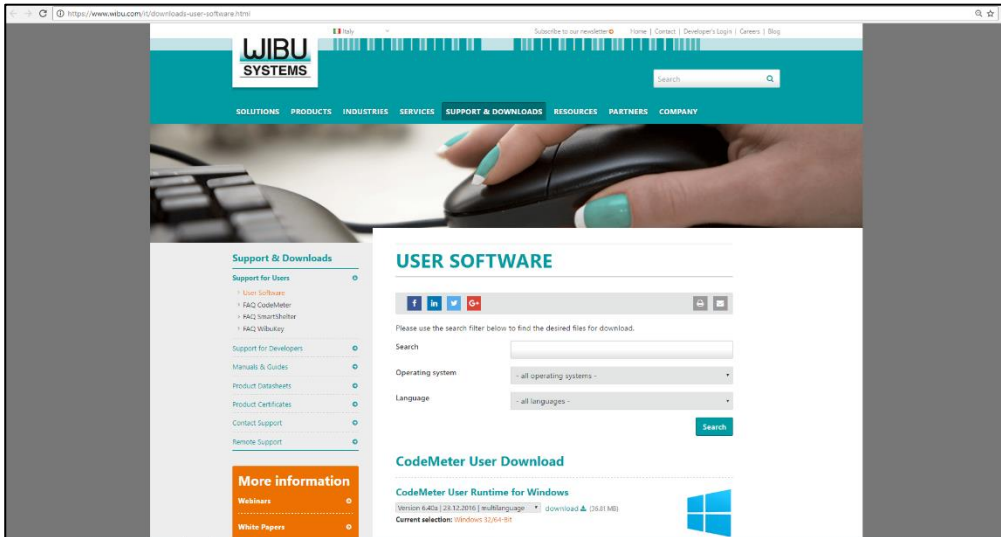 https://www.wibu.com/it/downloads-user-software.html
Italy
Subscribe to our newsletter
Home | Contact | Developer's Login | Careers | Blog
WIBU
SYSTEMS
Search
SOLUTIONS PRODUCTS INDUSTRIES SERVICES SUPPORT & DOWNLOADS RESOURCES PARTNERS COMPANY
Support & Downloads
Support for Users
User Software
FAQ CodeMeter
FAQ SmartShelter
FAQ WibuKey
Support for Developers
Manuals & Guides
Product Datasheets
Product Certificates
Contact Support
Remote Support
More information
Webinars
White Papers
USER SOFTWARE
f in G+
Please use the search filter below to find the desired files for download.
Search
Operating system
- all operating systems -
Language
- all languages -
Search
CodeMeter User Download
CodeMeter User Runtime for Windows
Version 6.40a | 23.12.2016 | multilanguage download (36.81 MB)
Current selection: Windows 32/64-Bit